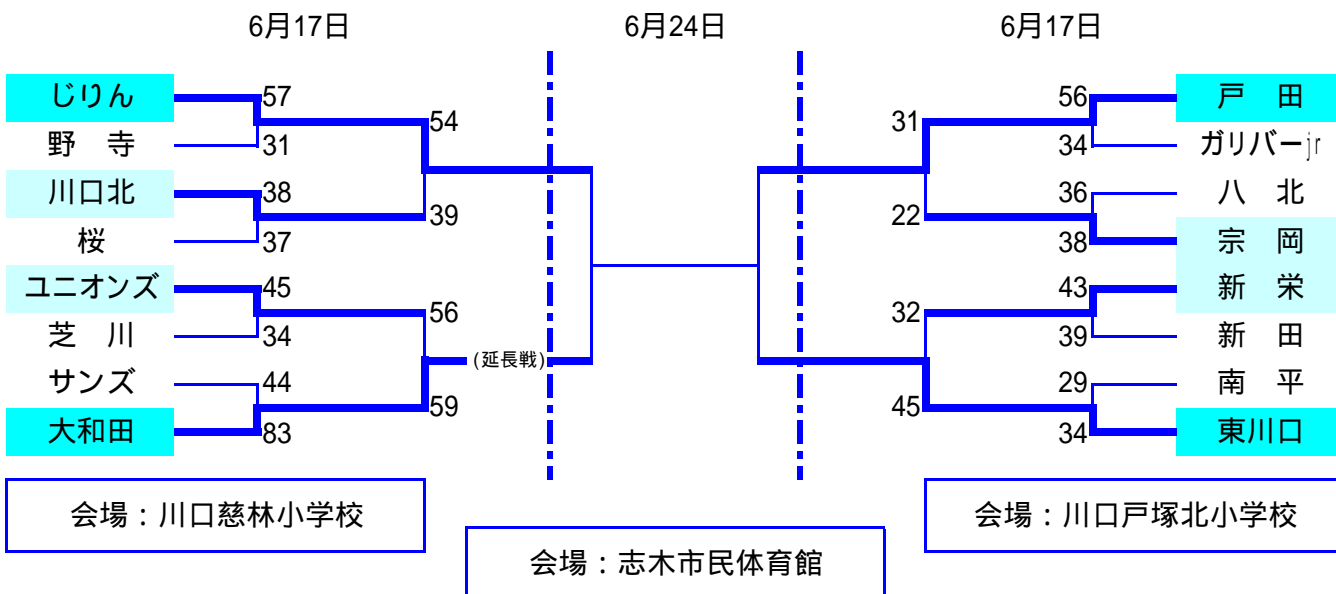 6月17日 6月24日 6月17日
じりん 57 56 戸　田
54 31
野　寺 31 34 ガリバーjr
川口北 38 36 八　北
39 22
桜 37 38 宗　岡
ユニオンズ 45 43 新　栄
56 32
芝　川 34 39 新　田
(延長戦)
サンズ 44 29 南　平
59 45
大和田 83 34 東川口
会場：川口慈林小学校 会場：川口戸塚北小学校
会場：志木市民体育館